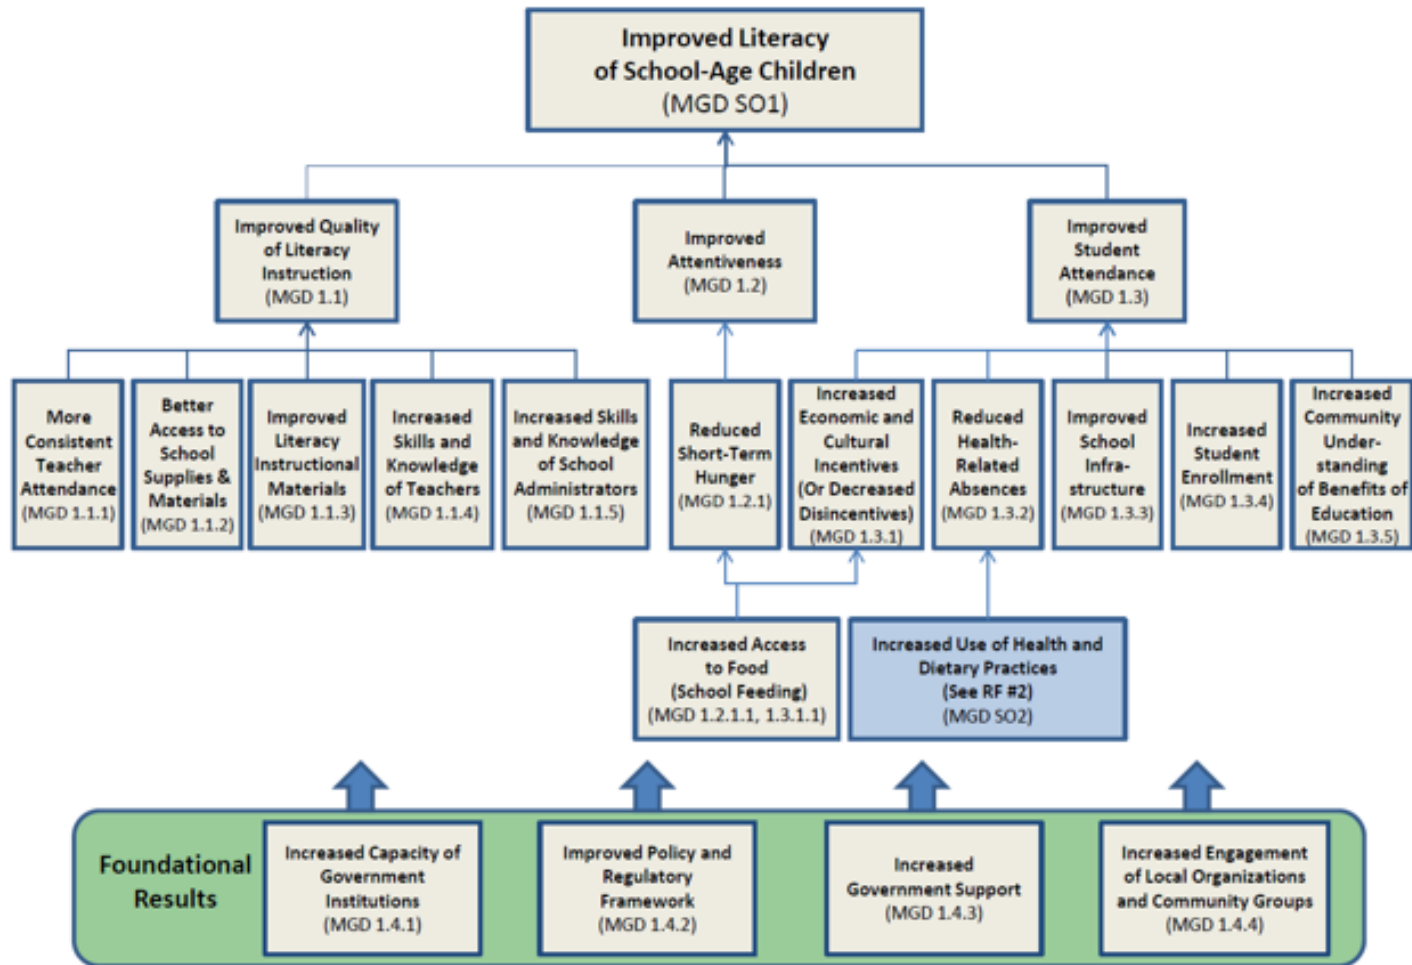 Improved Literacy
of School-Age Children
(MGD SO1)
Improved Quality
of Literacy
Instruction
(MGD 1.1)
Improved
Attentiveness
(MGD 1.2)
Improved
Student
Attendance
(MGD 1.3)
More
Consistent
Teacher
Attendance
(MGD 1.1.1)
Better
Access to
School
Supplies &
Materials
(MGD 1.1.2)
Improved
Literacy
Instructional
Materials
(MGD 1.1.3)
Increased
Skills and
Knowledge
of Teachers
(MGD 1.1.4)
Increased Skills
and Knowledge
of School
Administrators
(MGD 1.1.5)
Reduced
Short-Term
Hunger
(MGD 1.2.1)
Increased
Economic and
Cultural
Incentives
(Or Decreased
Disincentives)
(MGD 1.3.1)
Reduced
Health-
Related
Absences
(MGD 1.3.2)
Improved
School
Infra-
structure
(MGD 1.3.3)
Increased
Student
Enrollment
(MGD 1.3.4)
Increased
Community
Under-
standing
of Benefits of
Education
(MGD 1.3.5)
Increased Access
to Food
(School Feeding)
(MGD 1.2.1.1, 1.3.1.1)
Increased Use of Health and
Dietary Practices
(See RF #2)
(MGD SO2)
Foundational
Results
Increased Capacity of
Government
Institutions
(MGD 1.4.1)
Improved Policy and
Regulatory
Framework
(MGD 1.4.2)
Increased
Government Support
(MGD 1.4.3)
Increased Engagement
of Local Organizations
and Community Groups
(MGD 1.4.4)